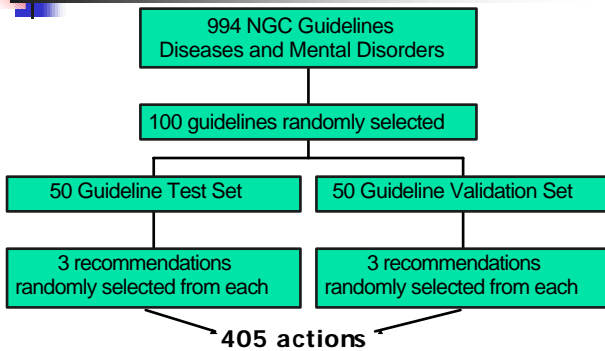 994 NGC Guidelines
Diseases and Mental Disorders
100 guidelines randomly selected
50 Guideline Test Set
50 Guideline Validation Set
3 recommendations
randomly selected from each
3 recommendations
randomly selected from each
405 actions